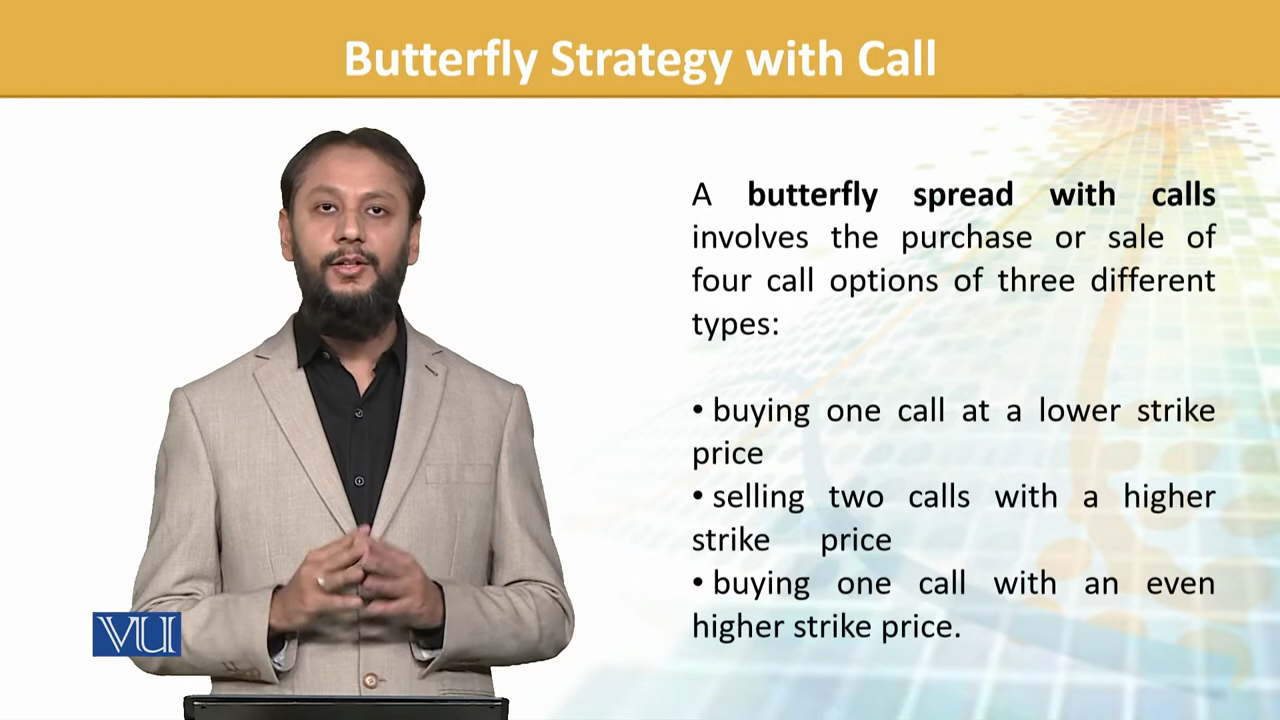 Butterfly Strategy with Call
A butterfly spread with calls
involves the purchase or sale of
four call options of three different
types:
• buying one call at a lower strike
price
• selling two calls with a higher
strike price
• buying one call with an even
higher strike price.
VU